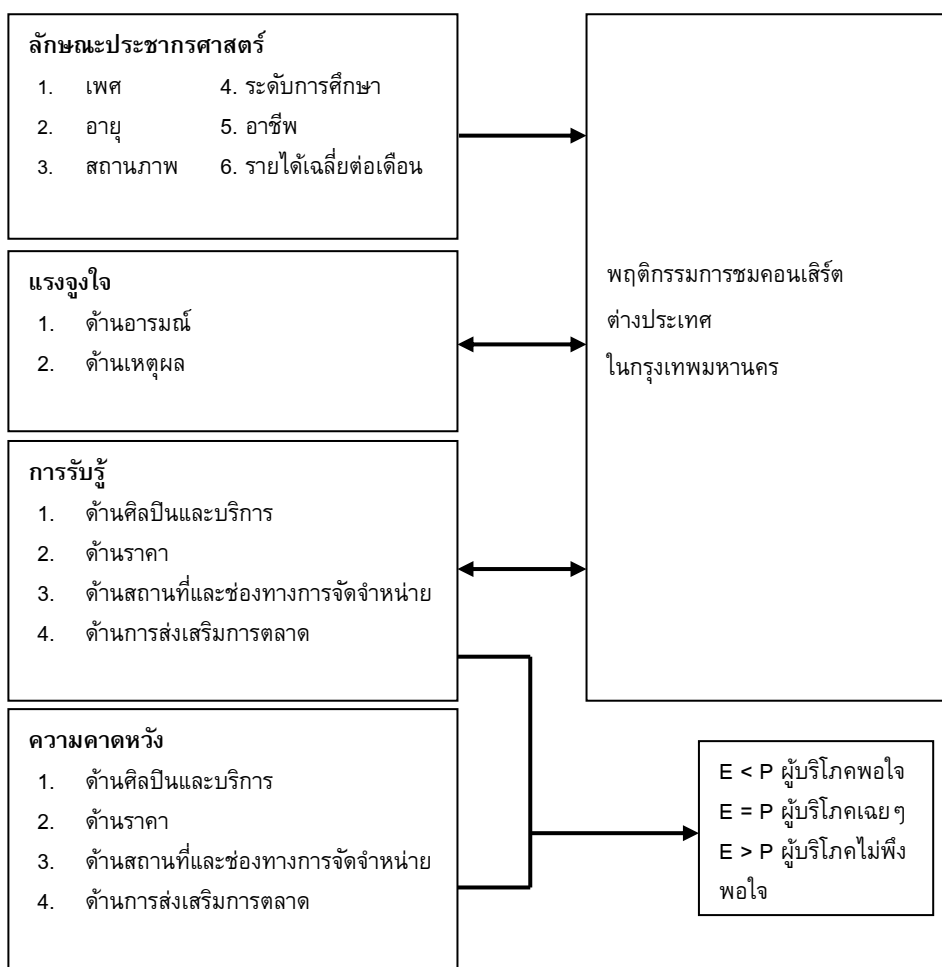 ลักษณะประชากรศาสตร์
1. เพศ 4. ระดับการศึกษา
2. อายุ 5. อาชีพ
3. สถานภาพ 6. รายได้เฉลี่ยต่อเดือน
แรงจูงใจ
1. ด้านอารมณ์
2. ด้านเหตุผล
การรับรู้
1. ด้านศิลปินและบริการ
2. ด้านราคา
3. ด้านสถานที่และช่องทางการจัดจำหน่าย
4. ด้านการส่งเสริมการตลาด
ความคาดหวัง
1. ด้านศิลปินและบริการ
2. ด้านราคา
3. ด้านสถานที่และช่องทางการจัดจำหน่าย
4. ด้านการส่งเสริมการตลาด
พฤติกรรมการชมคอนเสิร์ต
ต่างประเทศ
ในกรุงเทพมหานคร
E < P ผู้บริโภคพอใจ
E = P ผู้บริโภคเฉยๆ
E > P ผู้บริโภคไม่พึง
พอใจ